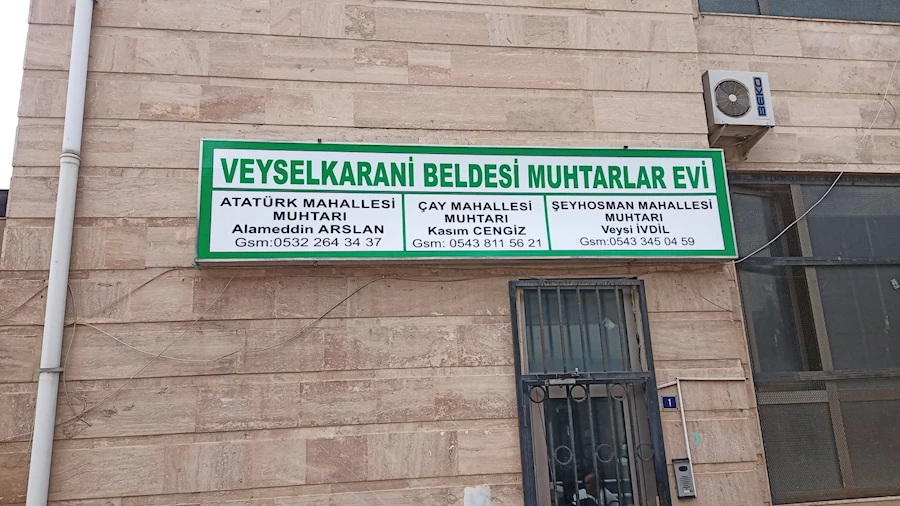 VEYSELKARANİ BELDESİ MUHTARLAR EVİ
ATATÜRK MAHALLESİ
MUHTARI
Alameddin ARSLAN
Gsm:0532 264 34 37
ÇAY MAHALLESİ
MUHTARI
Kasım CENGİZ
Gsm: 0543 811 56 21
ŞEYHOSMAN MAHALLESİ
MUHTARI
Veysi İVDİL
Gsm:0543 345 04 59
BEKO
1